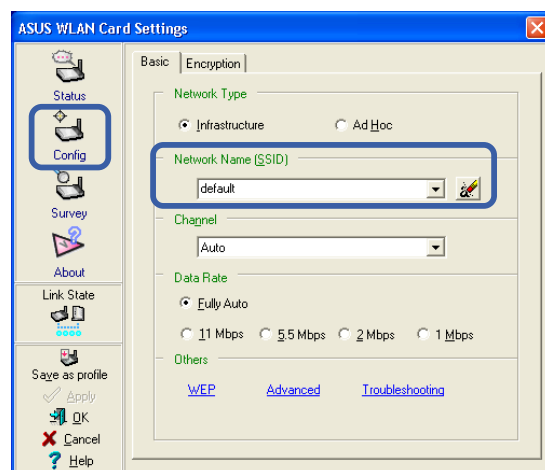 ASUS WLAN Card Settings
Status
Config
Survey
About
Link State
Save as profile
Apply
OK
Cancel
Help
Basic
Encryption
Network Type
Infrastructure
Ad Hoc
Network Name (SSID)
default
Channel
Auto
Data Rate
Fully Auto
11 Mbps
5.5 Mbps
2 Mbps
1 Mbps
Others
WEP
Advanced
Troubleshooting